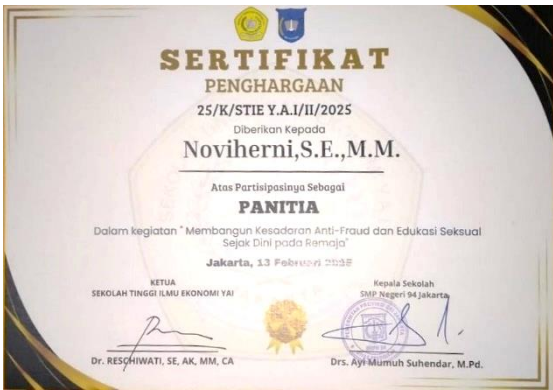 SERTIFIKAT
PENGHARGAAN
25/K/STIE Y.A.I/II/2025
Diberikan Kepada
Noviherni,S.E.,M.M.
Atas Partisipasinya Sebagai
PANITIA
Dalam kegiatan " Membangun Kesadaran Anti-Fraud dan Edukasi Seksual
Sejak Dini pada Remaja"
Jakarta, 13 Februari
KETUA
SEKOLAH TINGGI ILMU EKONOMI YAI
Dr. RESCHIWATI, SE, AK, MM, CA
Kepala Sekolah
SMP Negeri 94 Jakarta
Drs. Ayi Mumuh Suhendar, M.Pd.